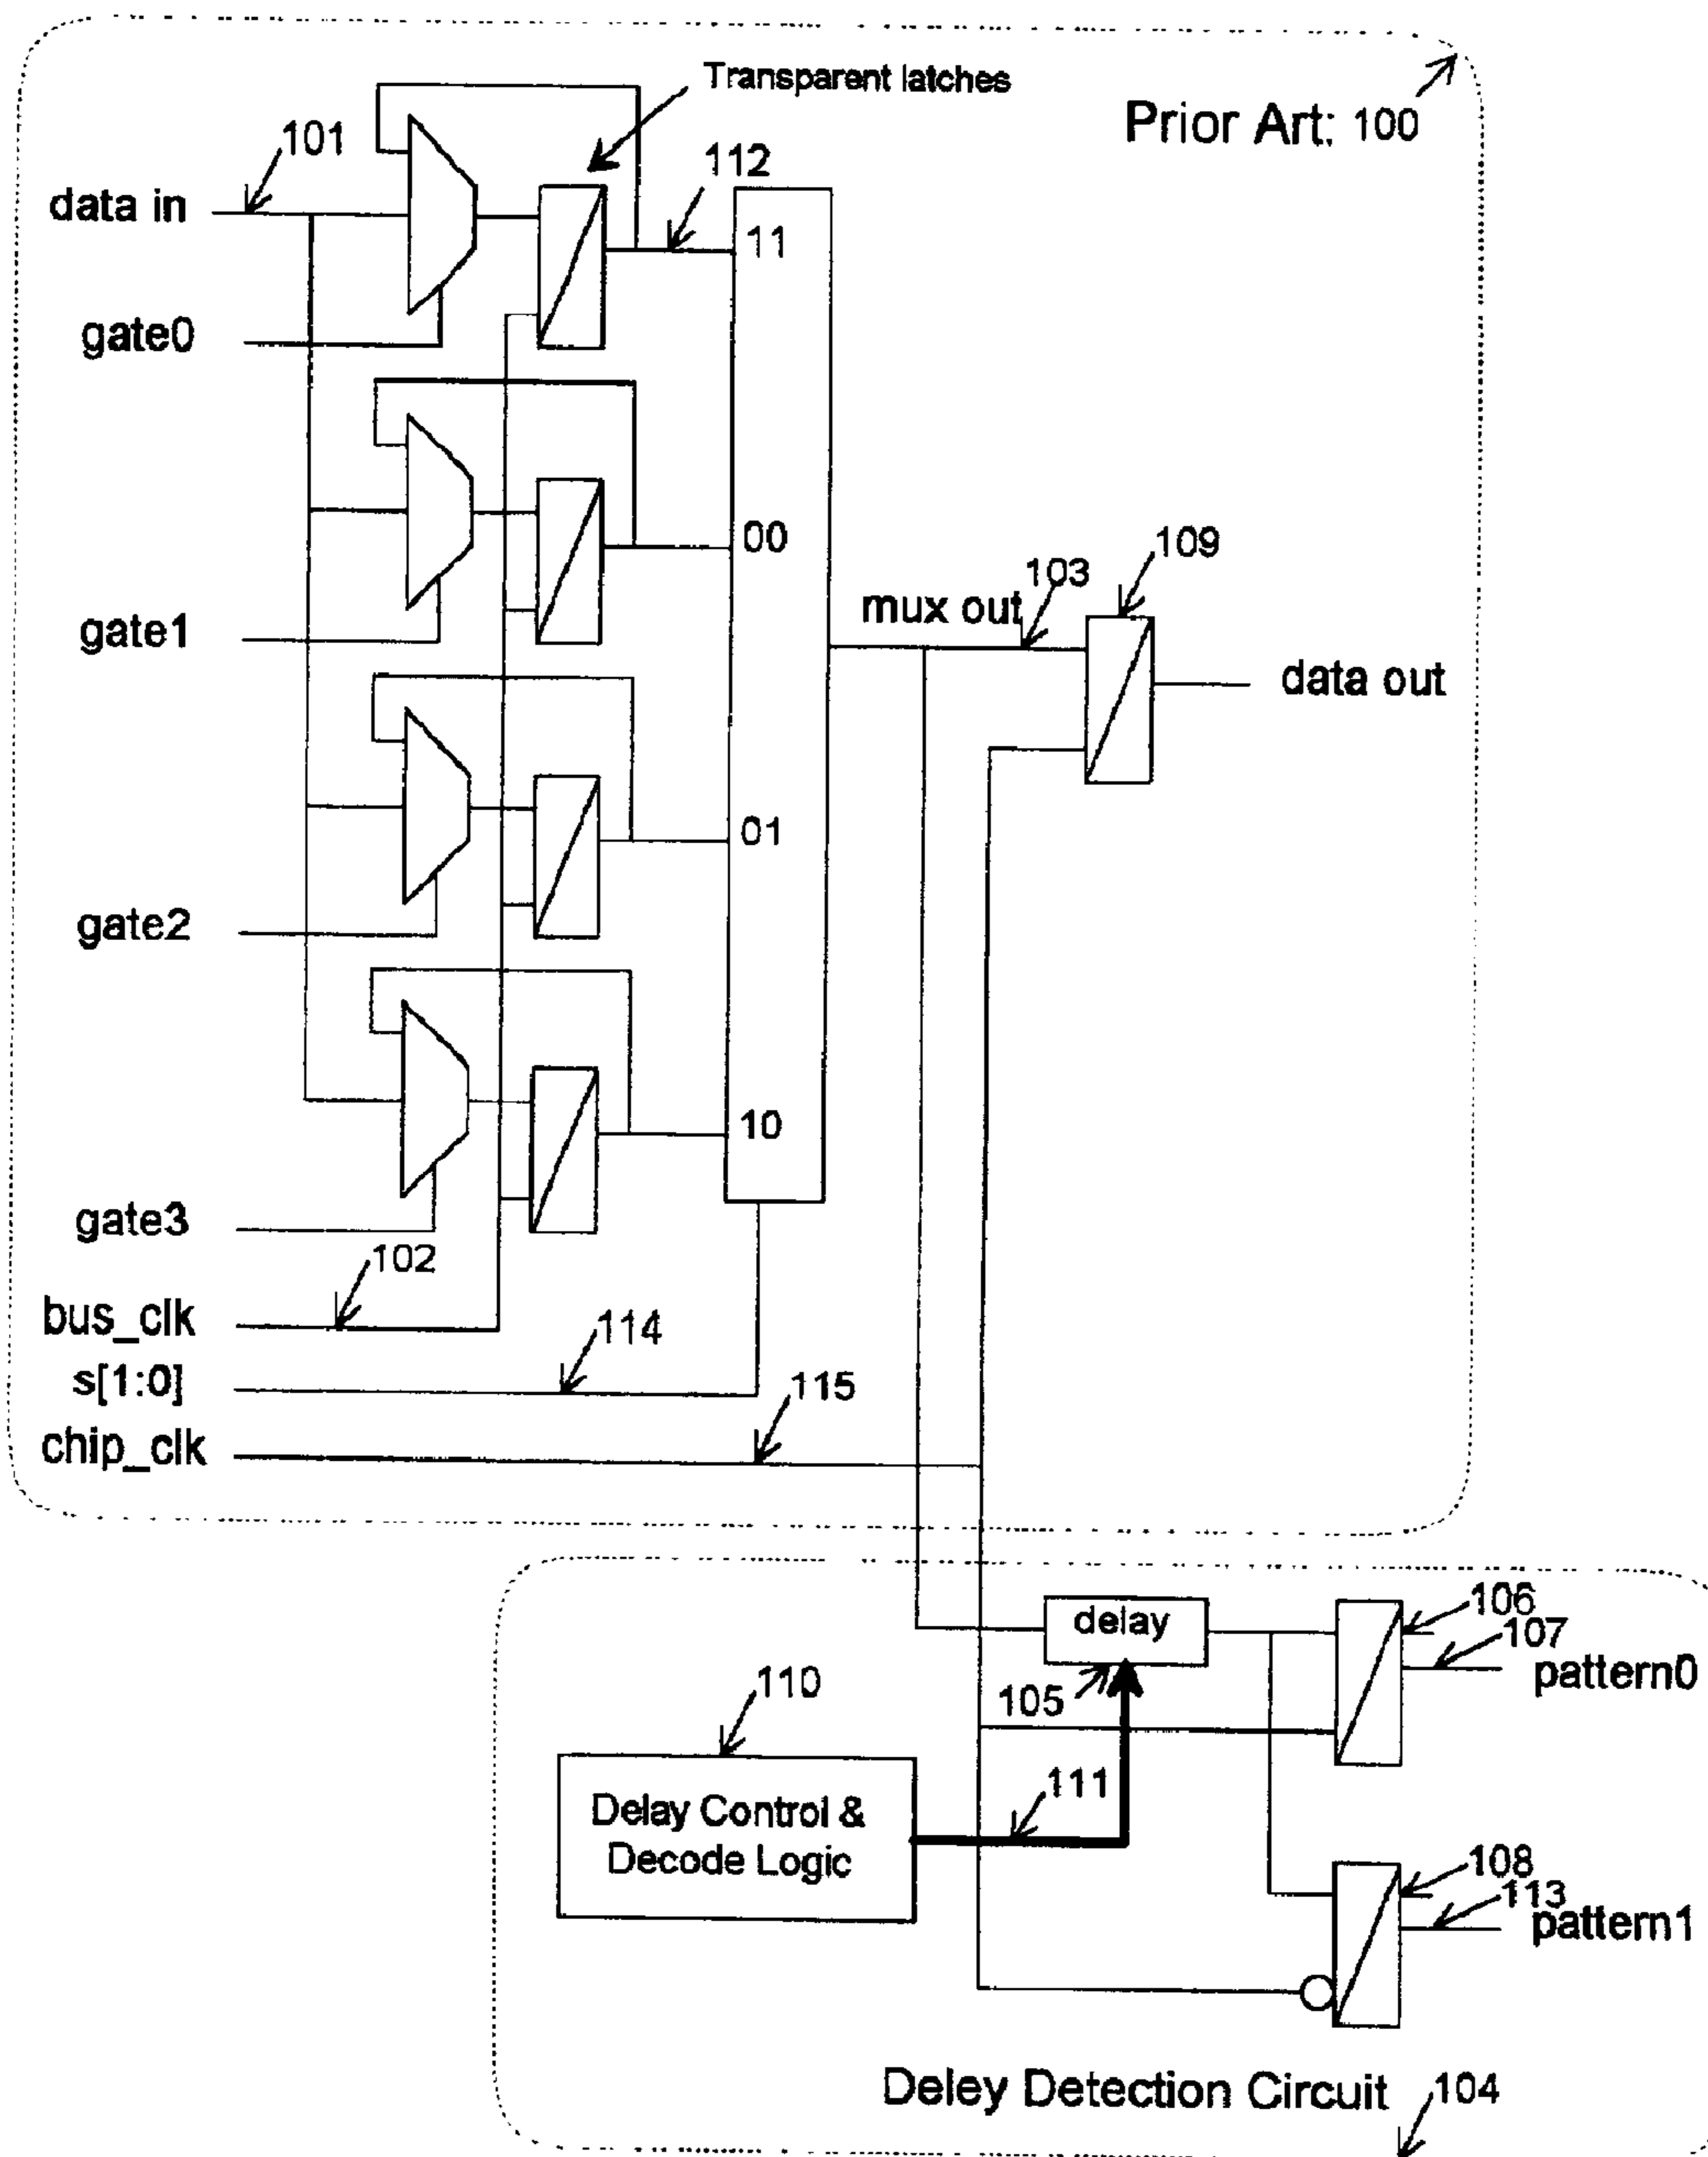 Transparent latches
Prior Art: 100
101
112
data in
11
gate0
00
109
103
mux out
gate1
data out
01
gate2
10
gate3
102
bus_clk
114
s[1:0]
115
chip_clk
delay
106
107
pattern0
110
105
111
Delay Control &
Decode Logic
108
113
pattern1
Deley Detection Circuit
104